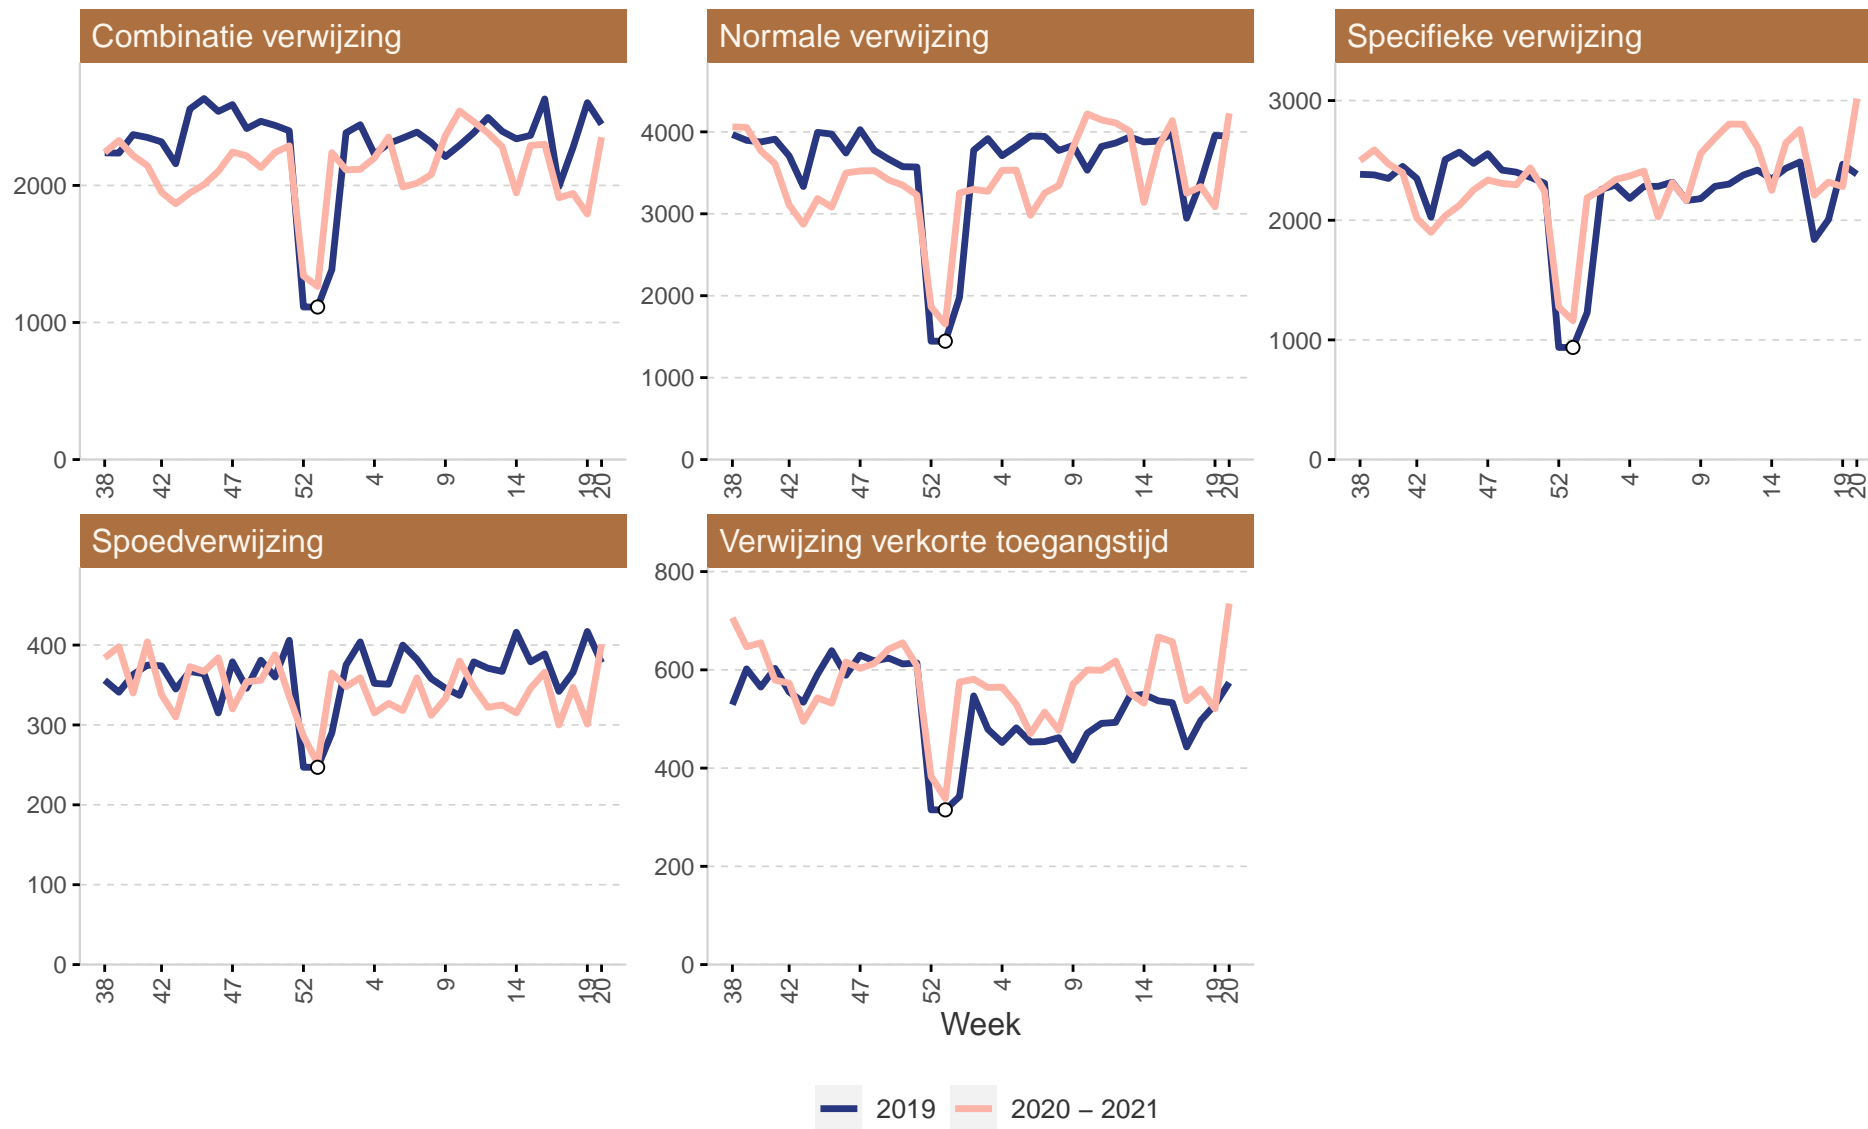 Combinatie verwijzing
Normale verwijzing
Specifieke verwijzing
2000
1000
0
38 42 47 52 4 9 14 19 20
4000
3000
2000
1000
0
38 42 47 52 4 9 14 19 20
3000
2000
1000
0
38 42 47 52 4 9 14 19 20
Spoedverwijzing
Verwijzing verkorte toegangstijd
400
300
200
100
0
38 42 47 52 4 9 14 19 20
800
600
400
200
0
38 42 47 52 4 9 14 19 20
Week
2019 2020 – 2021